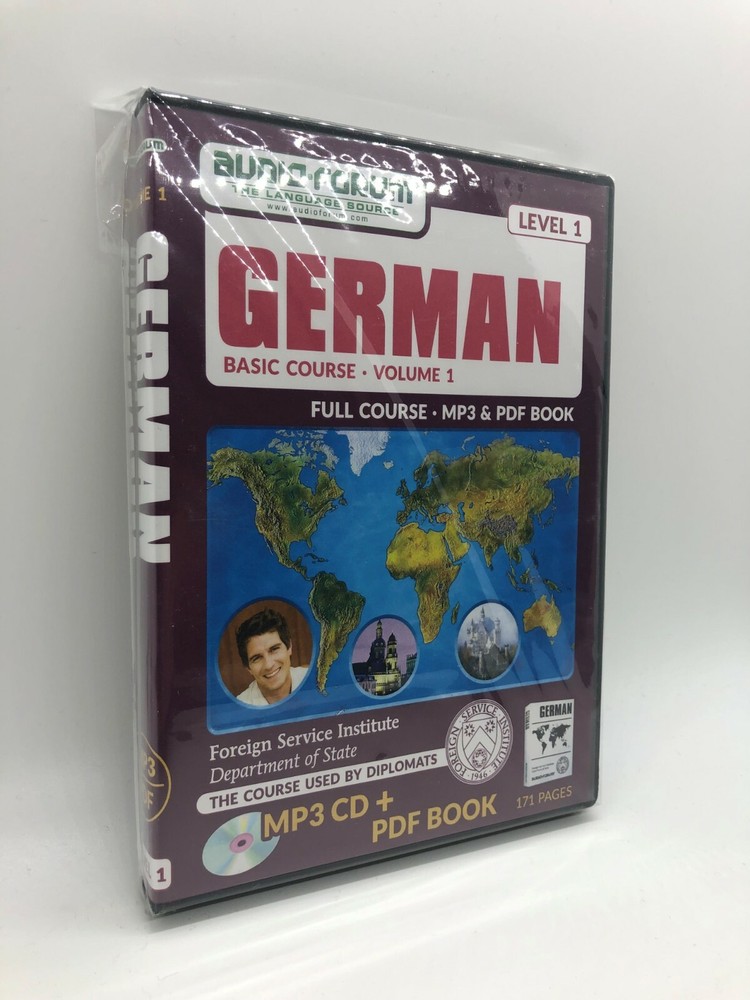 AUDIO·FORUM
THE LANGUAGE SOURCE
www.audioforum.com
LEVEL 1
GERMAN
BASIC COURSE · VOLUME 1
FULL COURSE · MP3 & PDF BOOK
Foreign Service Institute
Department of State
THE COURSE USED BY DIPLOMATS
FOREIGN SERVICE INSTITUTE
1946
GERMAN
MP3 CD +
PDF BOOK
171 PAGES
GERMAN
1
1